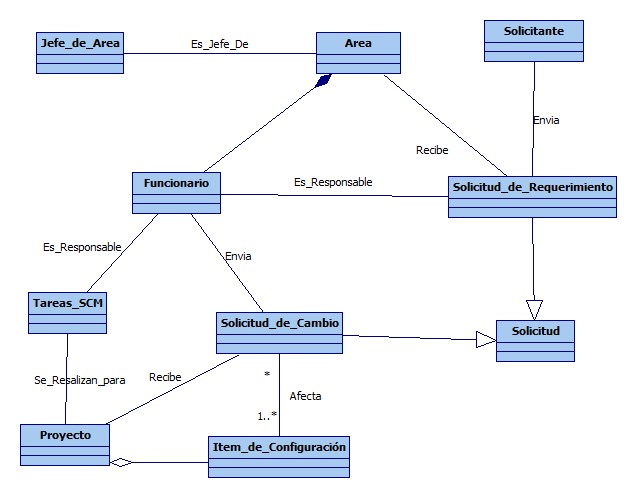 Solicitante
Jefe_de_Area
Es_Jefe_De
Area
Envia
Recibe
Funcionario
Es_Responsable
Solicitud_de_Requerimiento
Es_Responsable
Envia
Tareas_SCM
Solicitud_de_Cambio
Solicitud
Se_Resalizan_para
Recibe
*
Afecta
1..*
Proyecto
Item_de_Configuración